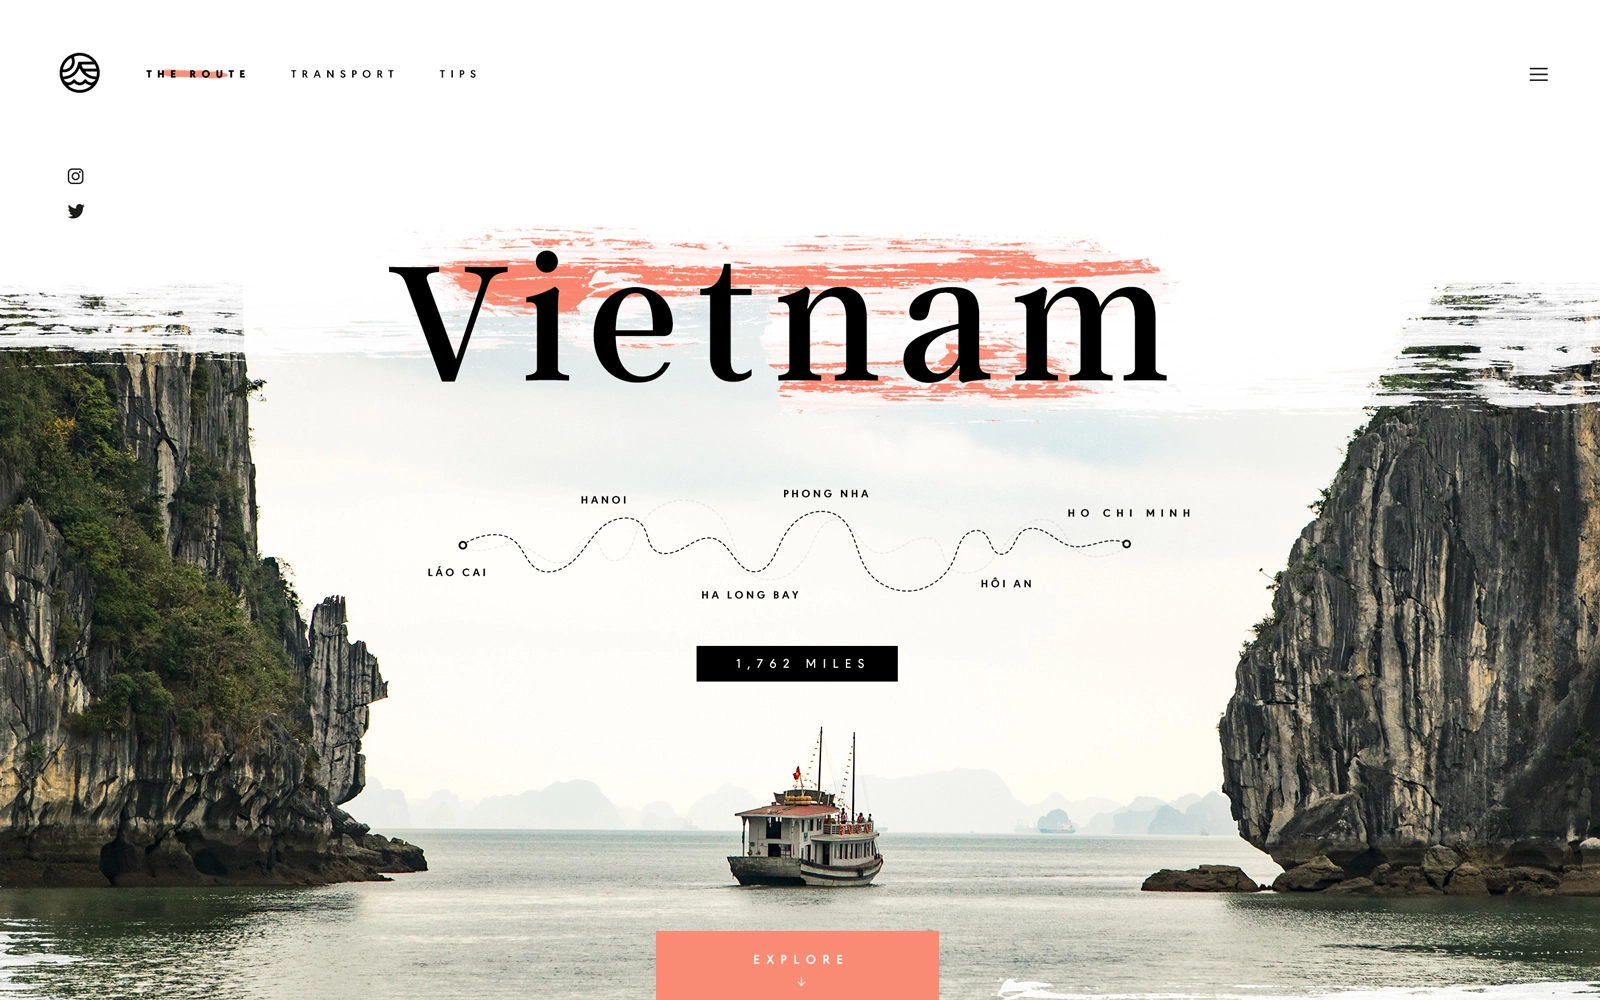 THE ROUTE TRANSPORT TIPS
Vietnam
HANOI
PHONG NHA
HO CHI MINH
LÁO CAI
HA LONG BAY
HÔI AN
1,762 MILES
EXPLORE